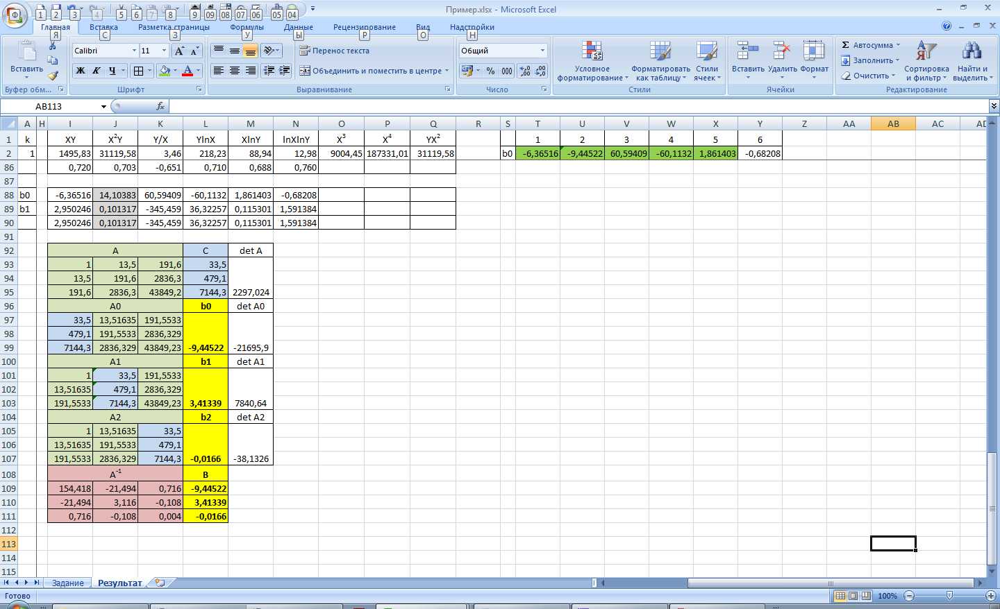 Пример.xlsx - Microsoft Excel
Ф 1 2 3 4 5 6 7 8 9 09 08 07 06 05 04
Главная Вставка Разметка страницы Формулы Данные Рецензирование Вид Надстройки
Я С З У Ы Р О Н
Вставить
Буфер обм...
Calibri 11
Ж К Ч
Шрифт
Перенос текста
Объединить и поместить в центре
Выравнивание
Общий
% 000
Число
Условное форматирование
Форматировать как таблицу
Стили ячеек
Стили
Вставить Удалить Формат
Ячейки
Σ Автосумма
Заполнить
Очистить
Сортировка и фильтр
Найти и выделить
Редактирование
AB113 fx
A H I J K L M N O P Q R S T U V W X Y Z AA AB AC AD
1 k XY X²Y Y/X YlnX XlnY lnXlnY X³ X⁴ YX² 1 2 3 4 5 6
2 1 1495,83 31119,58 3,46 218,23 88,94 12,98 9004,45 187331,01 31119,58 b0 -6,36516 -9,44522 60,59409 -60,1132 1,861403 -0,68208
86 0,720 0,703 -0,651 0,710 0,688 0,760
87
88 b0 -6,36516 14,10383 60,59409 -60,1132 1,861403 -0,68208
89 b1 2,950246 0,101317 -345,459 36,32257 0,115301 1,591384
90 2,950246 0,101317 -345,459 36,32257 0,115301 1,591384
91
92 A C det A
93 1 13,5 191,6 33,5
94 13,5 191,6 2836,3 479,1
95 191,6 2836,3 43849,2 7144,3 2297,024
96 A0 b0 det A0
97 33,5 13,51635 191,5533
98 479,1 191,5533 2836,329
99 7144,3 2836,329 43849,23 -9,44522 -21695,9
100 A1 b1 det A1
101 1 33,5 191,5533
102 13,51635 479,1 2836,329
103 191,5533 7144,3 43849,23 3,41339 7840,64
104 A2 b2 det A2
105 1 13,51635 33,5
106 13,51635 191,5533 479,1
107 191,5533 2836,329 7144,3 -0,0166 -38,1326
108 A⁻¹ B
109 154,418 -21,494 0,716 -9,44522
110 -21,494 3,116 -0,108 3,41339
111 0,716 -0,108 0,004 -0,0166
112
113
114
115
Задание Результат
Готово 100%